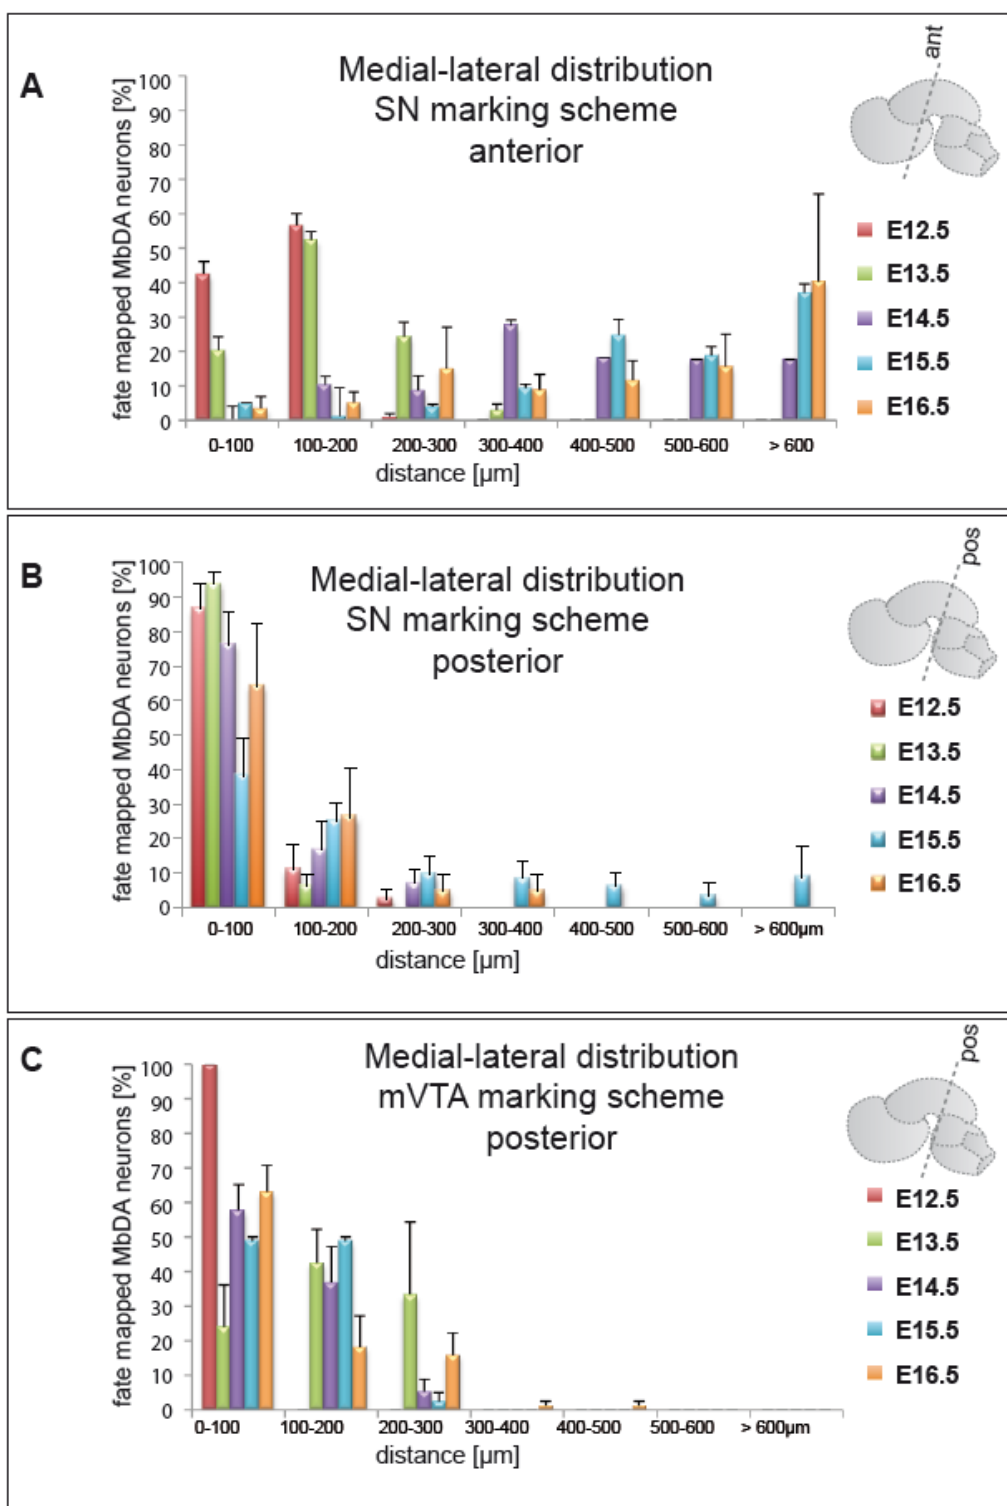 A
Medial-lateral distribution
SN marking scheme
anterior
ant
fate mapped MbDA neurons [%]
100
90
80
70
60
50
40
30
20
10
0
0-100 100-200 200-300 300-400 400-500 500-600 > 600
distance [µm]
E12.5
E13.5
E14.5
E15.5
E16.5
B
Medial-lateral distribution
SN marking scheme
posterior
pos
fate mapped MbDA neurons [%]
100
90
80
70
60
50
40
30
20
10
0
0-100 100-200 200-300 300-400 400-500 500-600 > 600µm
distance [µm]
E12.5
E13.5
E14.5
E15.5
E16.5
C
Medial-lateral distribution
mVTA marking scheme
posterior
pos
fate mapped MbDA neurons [%]
100
90
80
70
60
50
40
30
20
10
0
0-100 100-200 200-300 300-400 400-500 500-600 > 600µm
distance [µm]
E12.5
E13.5
E14.5
E15.5
E16.5